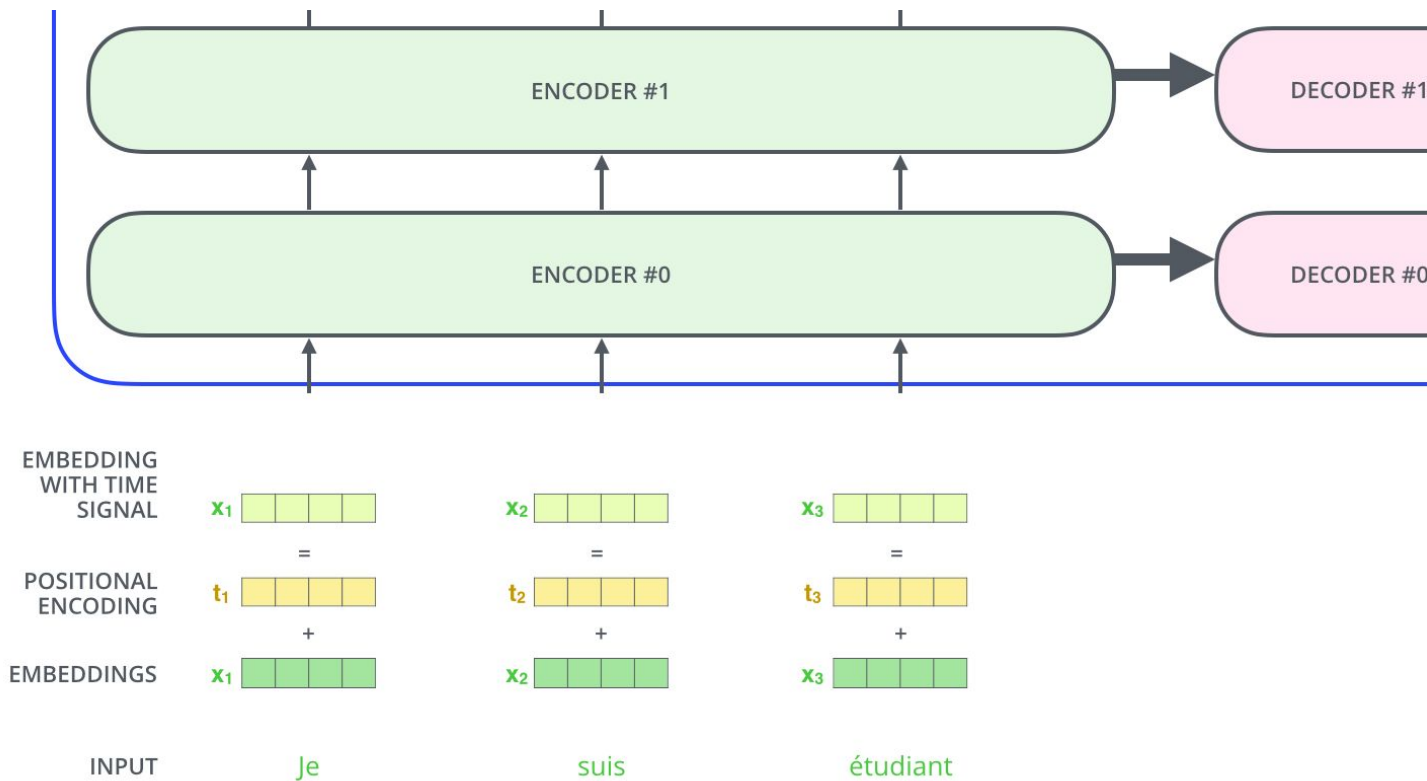 ENCODER #1
DECODER #1
ENCODER #0
DECODER #0
EMBEDDING
WITH TIME
SIGNAL
x₁ x₂ x₃
= = =
POSITIONAL
ENCODING
t₁ t₂ t₃
+ + +
EMBEDDINGS x₁ x₂ x₃
INPUT Je suis étudiant